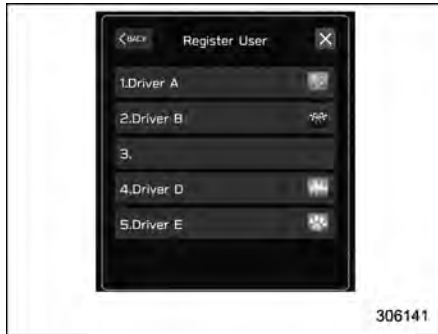 BACK Register User
1.Driver A
2.Driver B
3.
4.Driver D
5.Driver E
306141